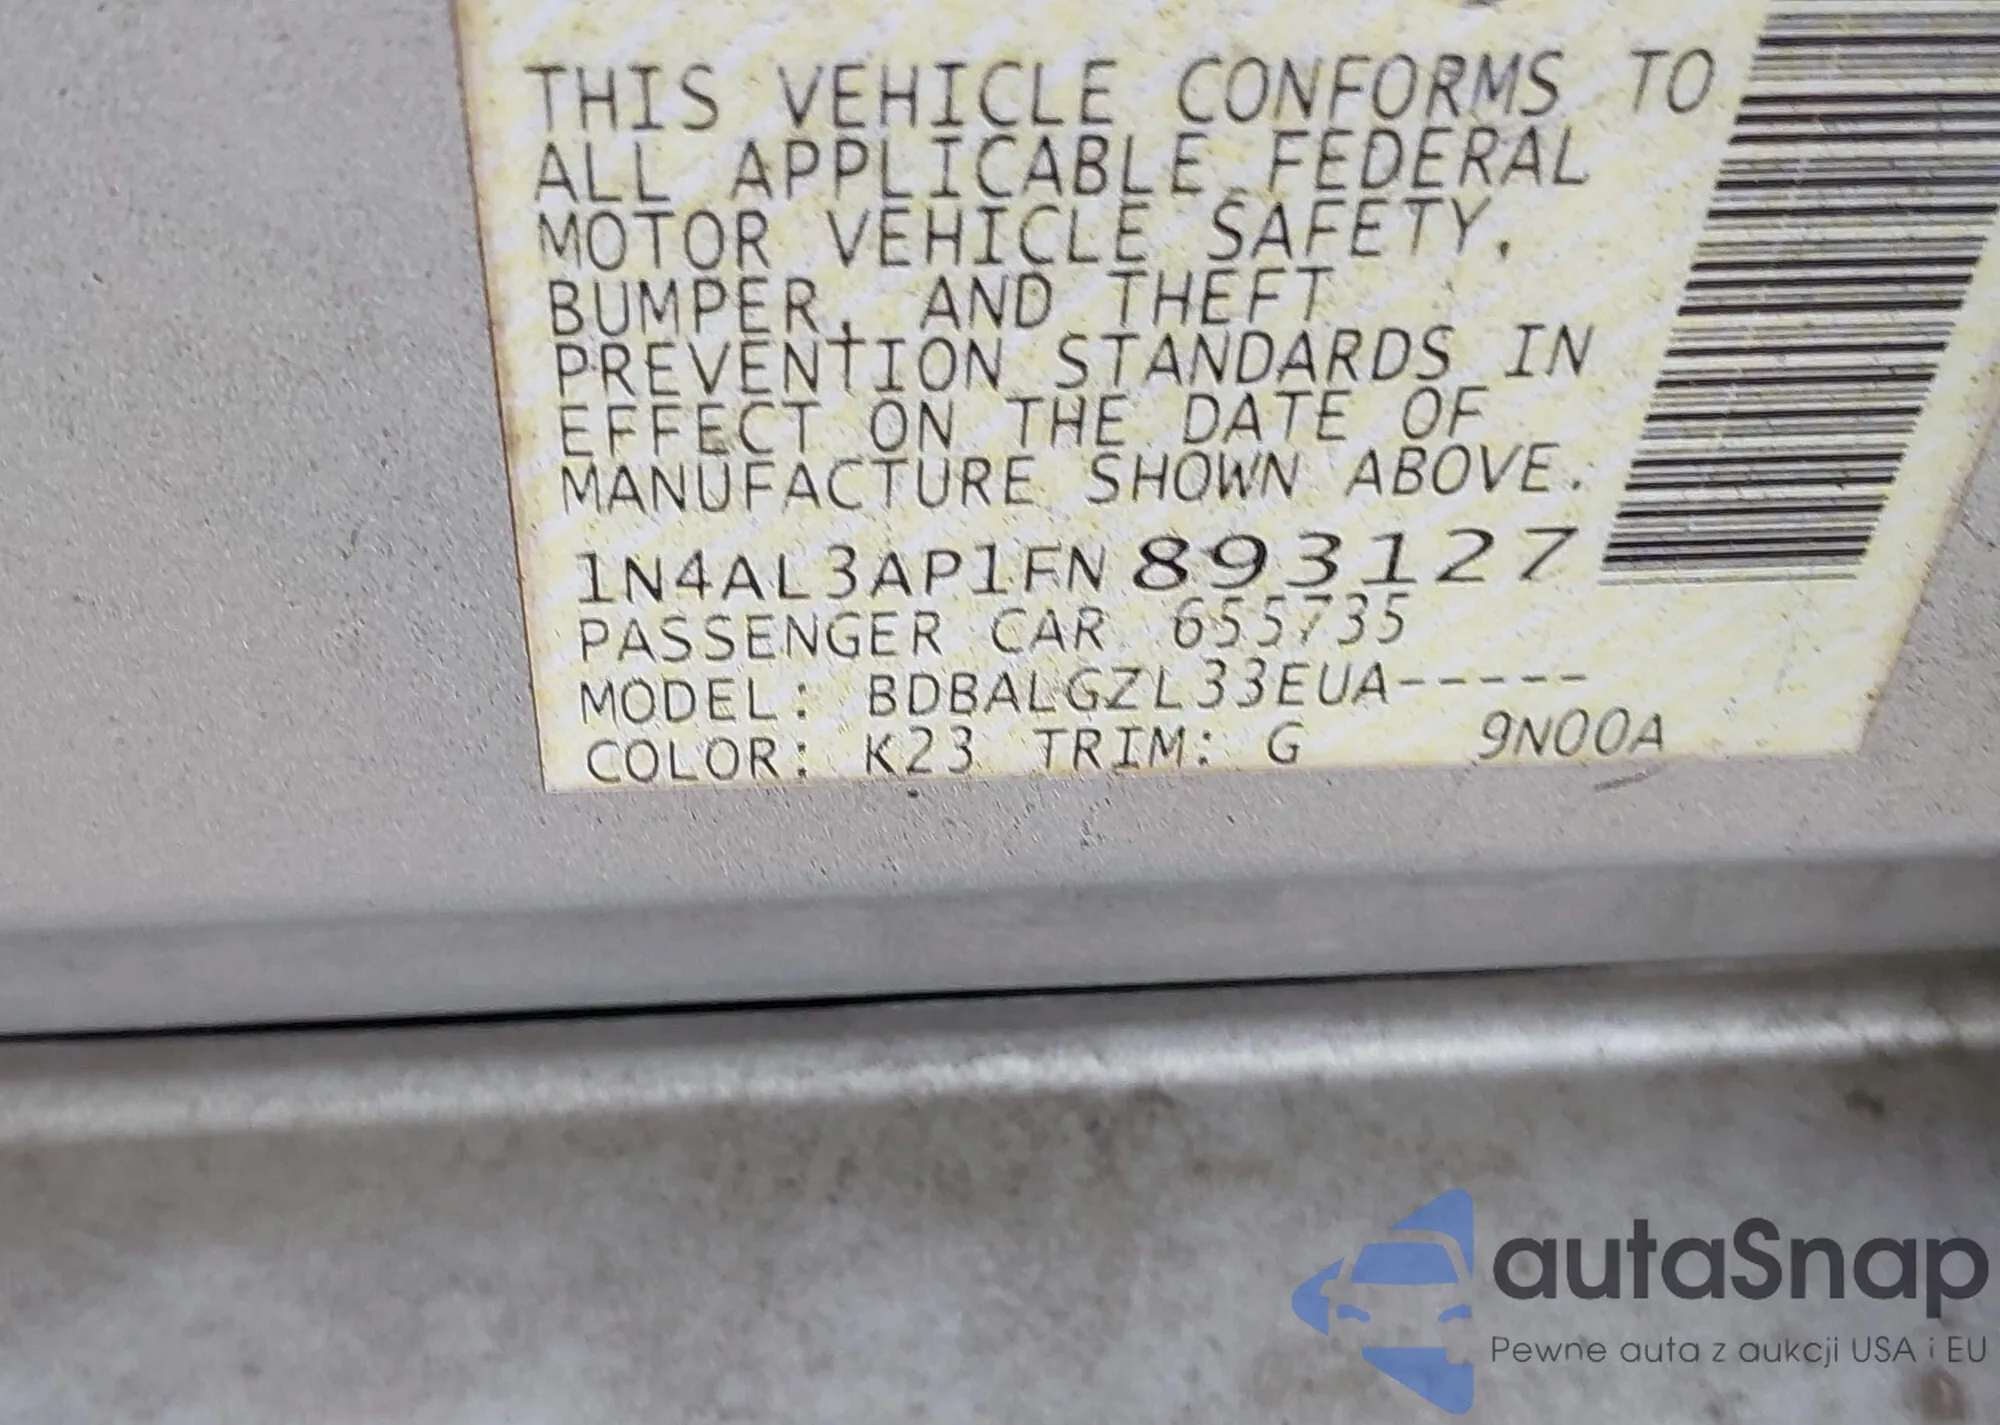 THIS VEHICLE CONFORMS TO
ALL APPLICABLE FEDERAL
MOTOR VEHICLE SAFETY,
BUMPER, AND THEFT
PREVENTION STANDARDS IN
EFFECT ON THE DATE OF
MANUFACTURE SHOWN ABOVE.
1N4AL3AP1FN893127
PASSENGER CAR 655735
MODEL: BDBALGZL33EUA-----
COLOR: K23 TRIM: G 9N00A
autaSnap
Pewne auta z aukcji USA i EU